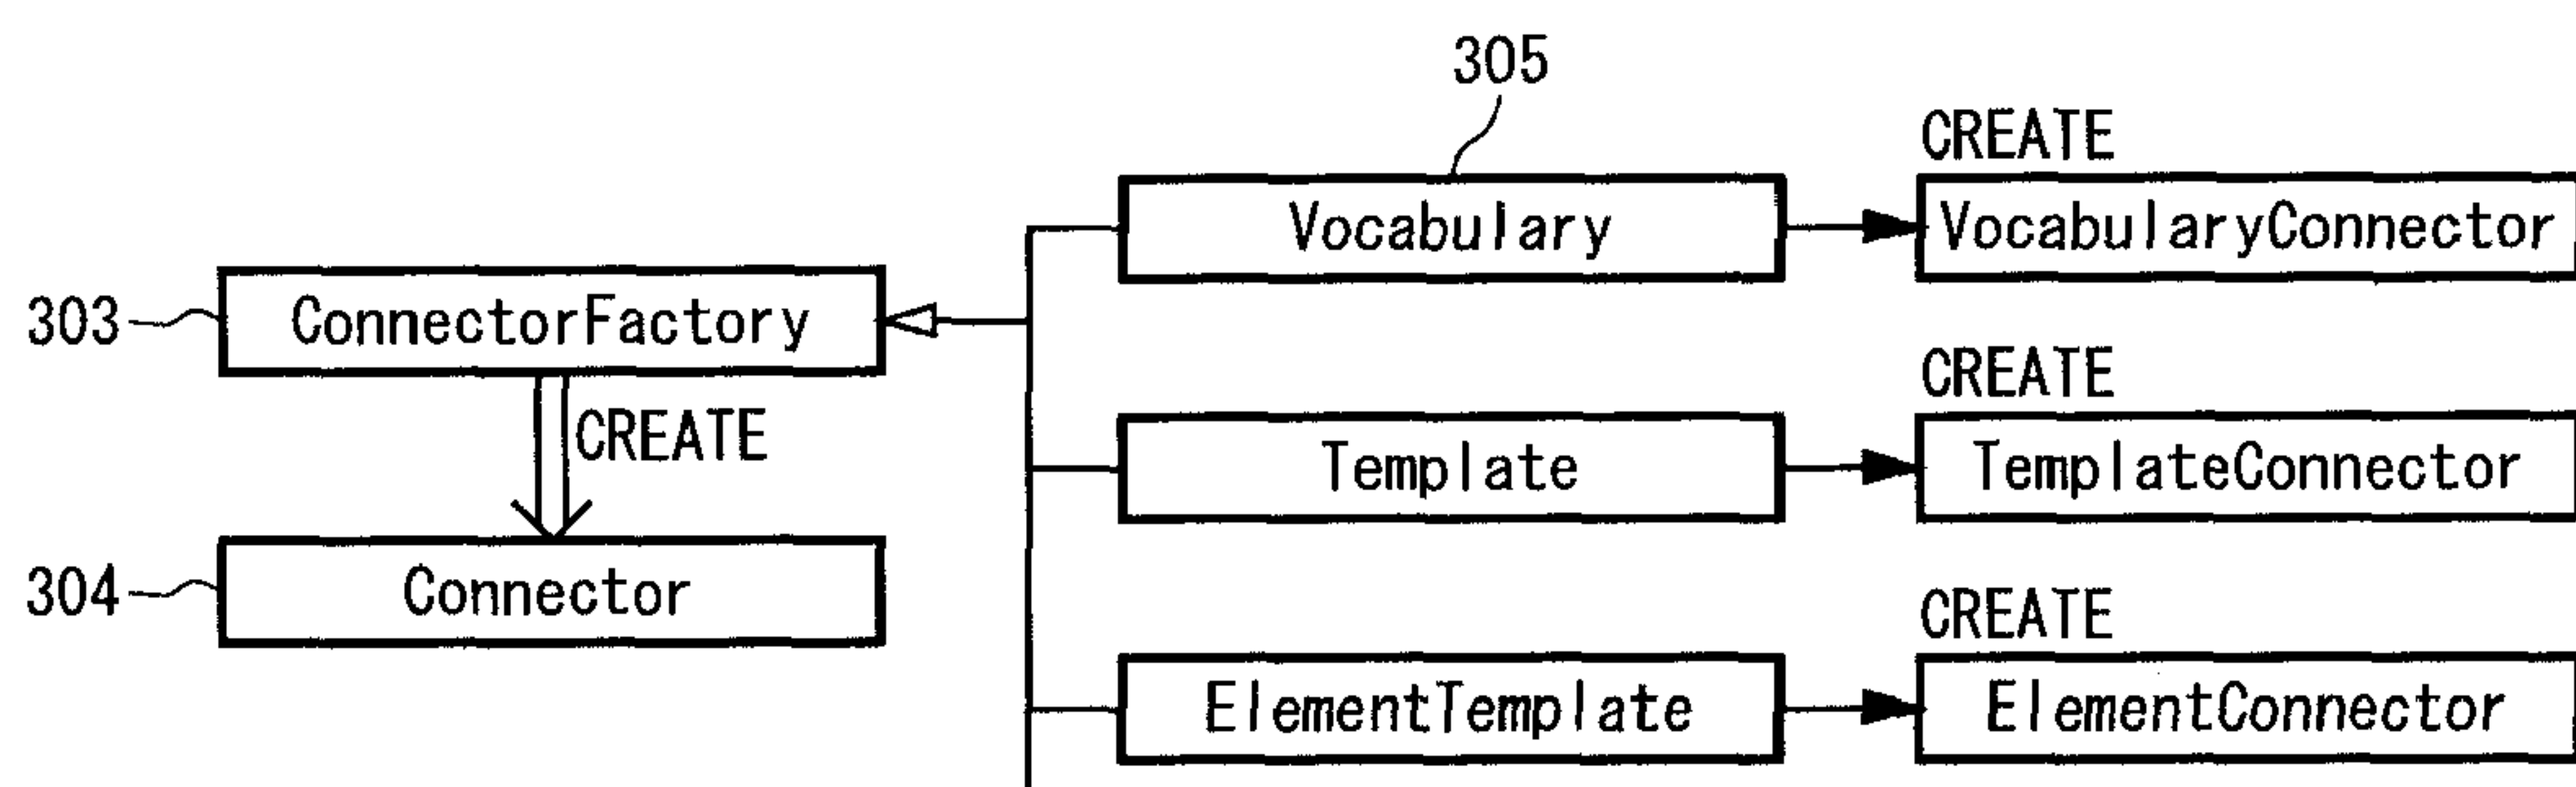 305
CREATE
Vocabulary
VocabularyConnector
303
ConnectorFactory
CREATE
CREATE
Template
TemplateConnector
304
Connector
CREATE
ElementTemplate
ElementConnector